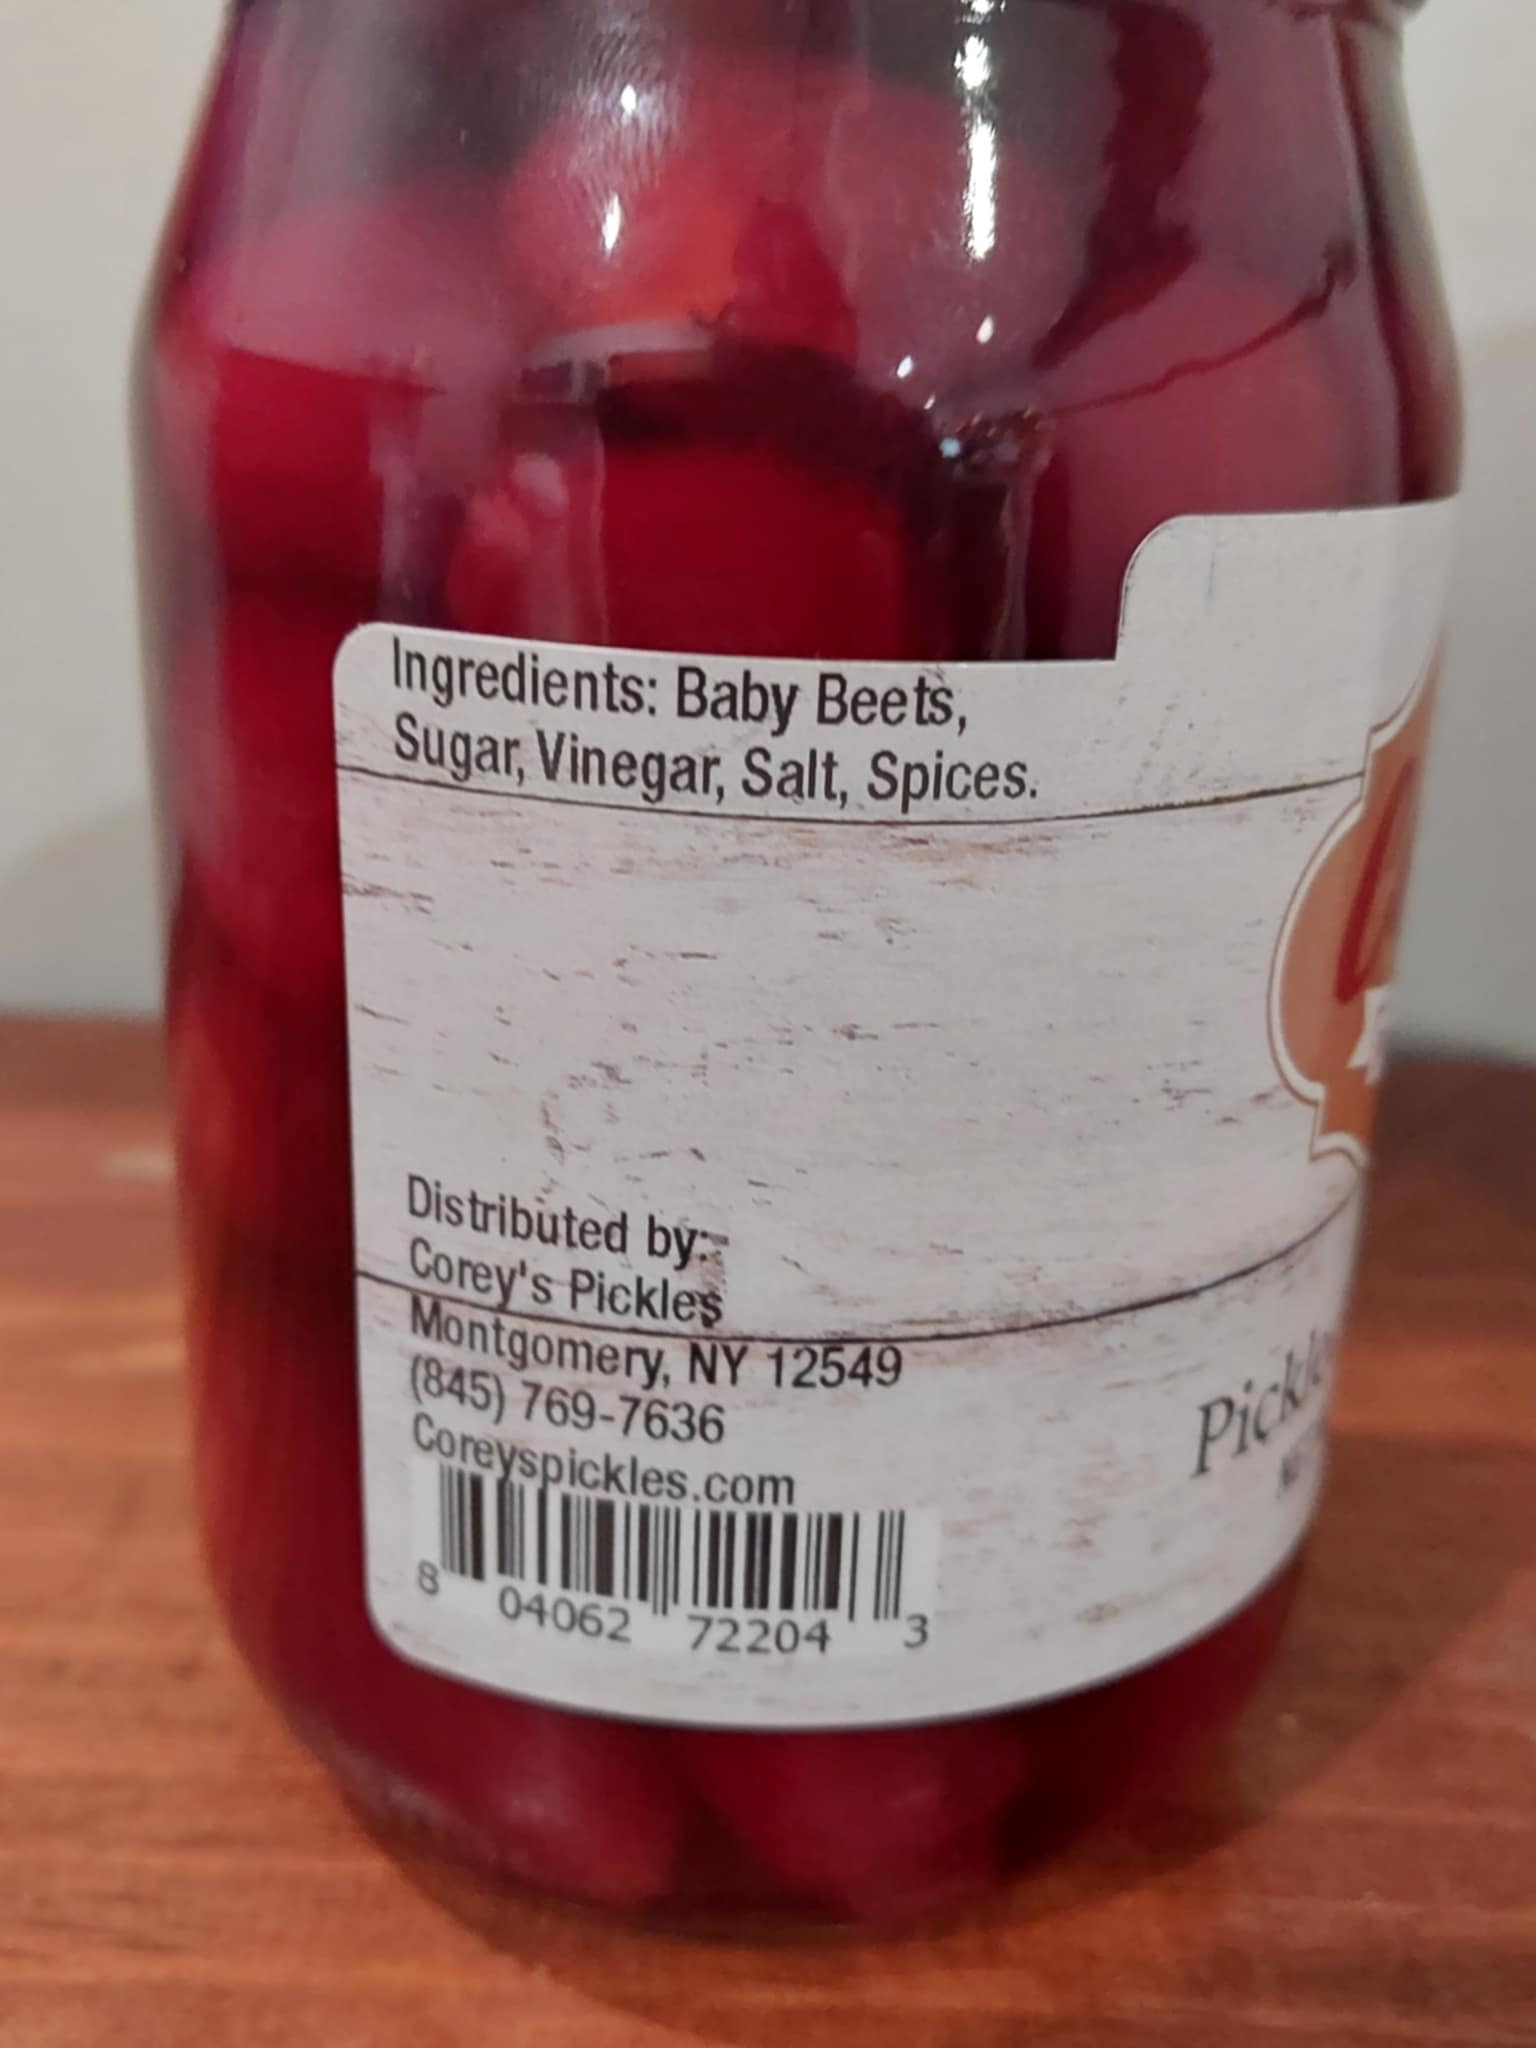 Ingredients: Baby Beets,
Sugar, Vinegar, Salt, Spices.
Distributed by:
Corey's Pickles
Montgomery, NY 12549
(845) 769-7636
Coreyspickles.com
8 04062 72204 3